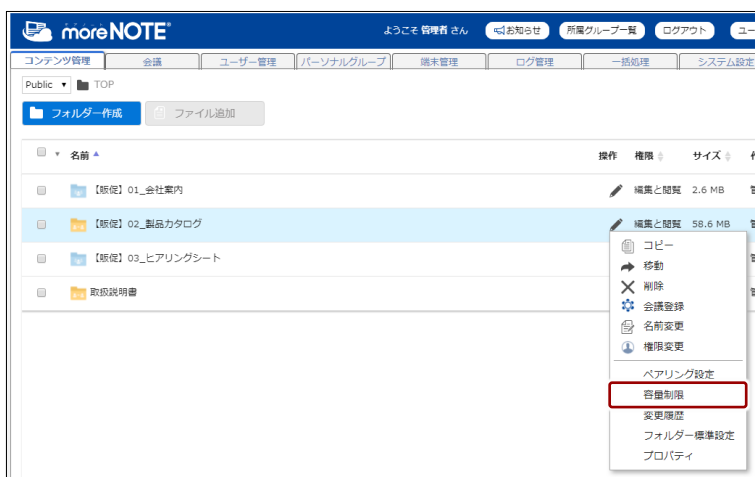 moreNOTE ようこそ 管理者 さん お知らせ 所属グループ一覧 ログアウト ユー
コンテンツ管理 会議 ユーザー管理 パーソナルグループ 端末管理 ログ管理 一括処理 システム設定
Public TOP
フォルダー作成 ファイル追加
名前 操作 権限 サイズ
【販促】01_会社案内 編集と閲覧 2.6 MB
【販促】02_製品カタログ 編集と閲覧 58.6 MB
【販促】03_ヒアリングシート
取扱説明書
コピー
移動
削除
会議登録
名前変更
権限変更
ペアリング設定
容量制限
変更履歴
フォルダー標準設定
プロパティ